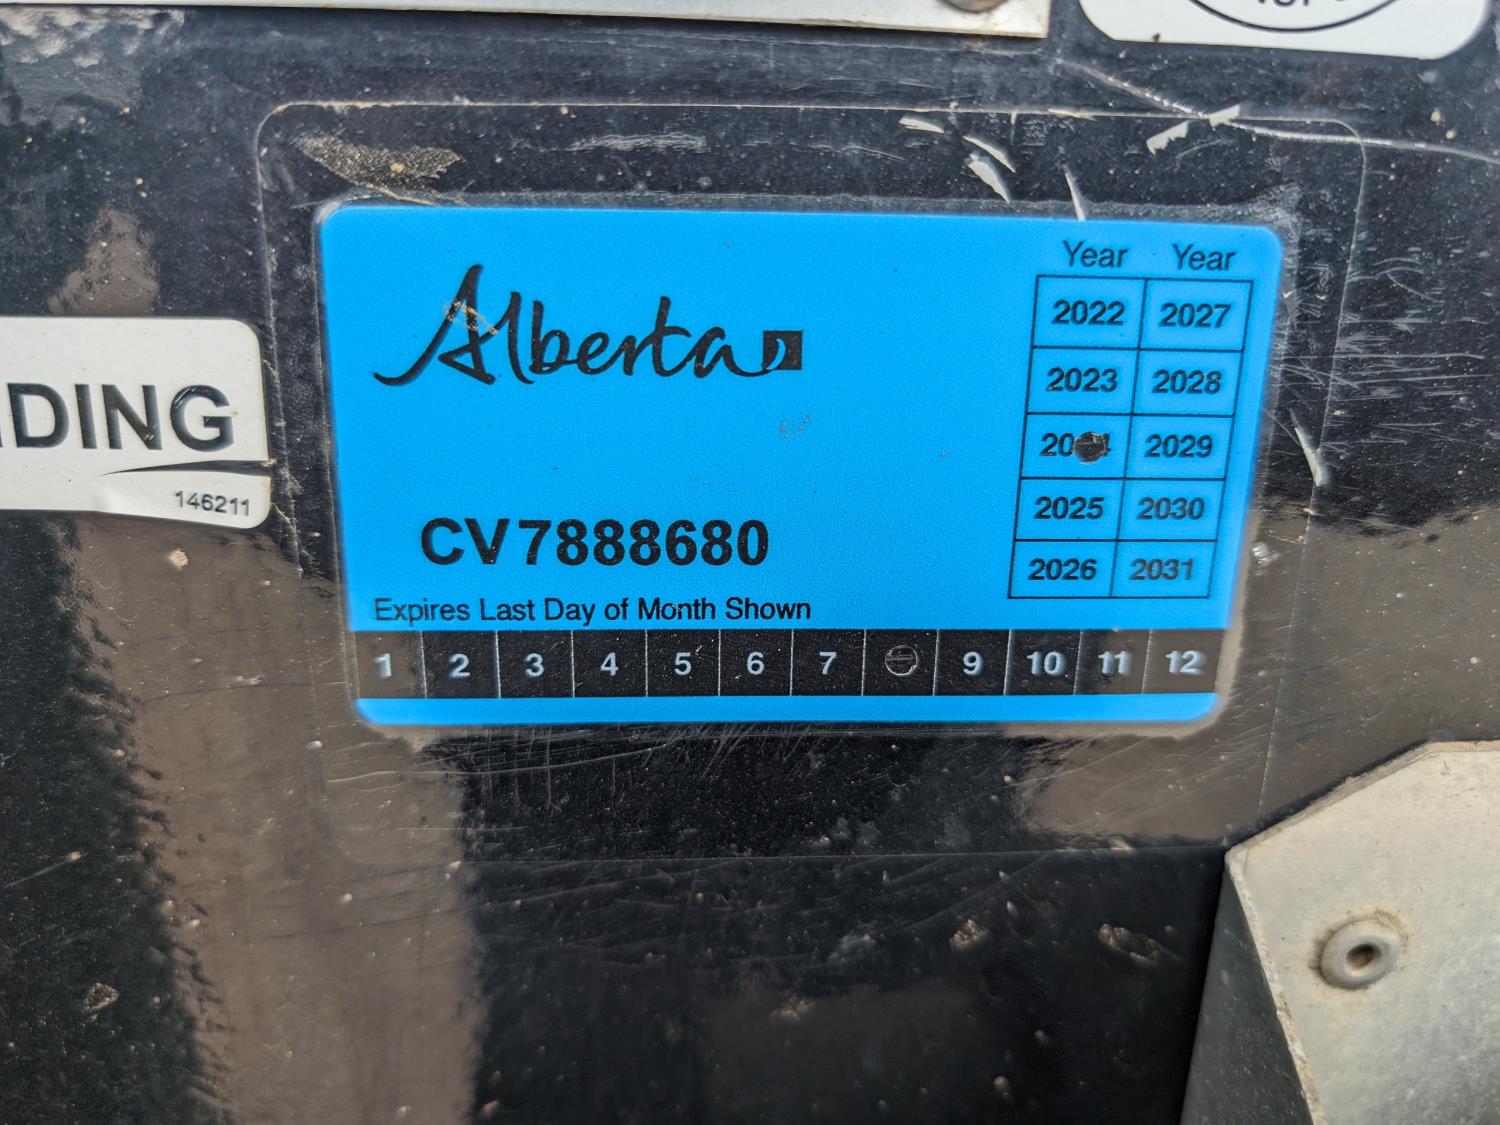 Alberta
Year Year
2022 2027
2023 2028
2029
2025 2030
2026 2031
DING
146211
CV7888680
Expires Last Day of Month Shown
1 2 3 4 5 6 7 9 10 11 12